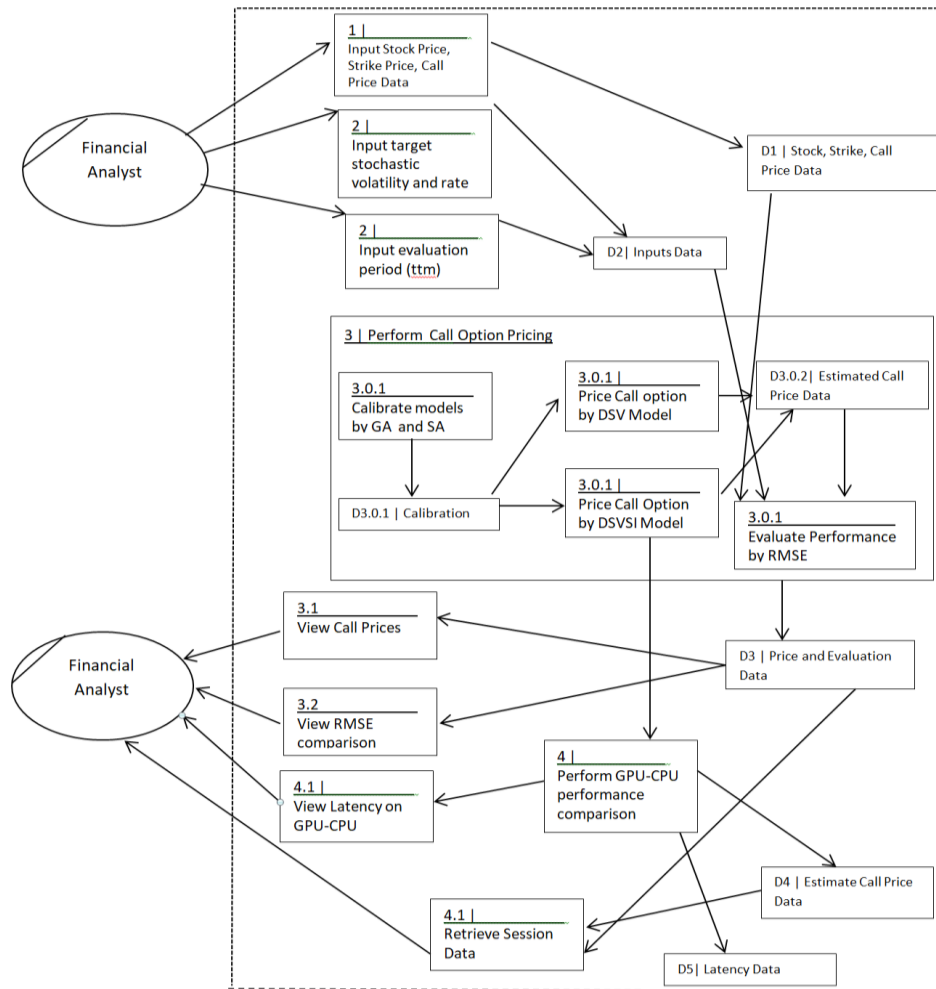 1 |
Input Stock Price,
Strike Price, Call
Price Data
Financial
Analyst
2 |
Input target
stochastic
volatility and rate
D1 | Stock, Strike, Call
Price Data
2 |
Input evaluation
period (ttm)
D2| Inputs Data
3 | Perform Call Option Pricing
3.0.1
Calibrate models
by GA and SA
3.0.1 |
Price Call option
by DSV Model
D3.0.2| Estimated Call
Price Data
D3.0.1 | Calibration
3.0.1 |
Price Call Option
by DSVSI Model
3.0.1
Evaluate Performance
by RMSE
3.1
View Call Prices
Financial
Analyst
D3 | Price and Evaluation
Data
3.2
View RMSE
comparison
4 |
Perform GPU-CPU
performance
comparison
4.1 |
View Latency on
GPU-CPU
D4 | Estimate Call Price
Data
4.1 |
Retrieve Session
Data
D5| Latency Data